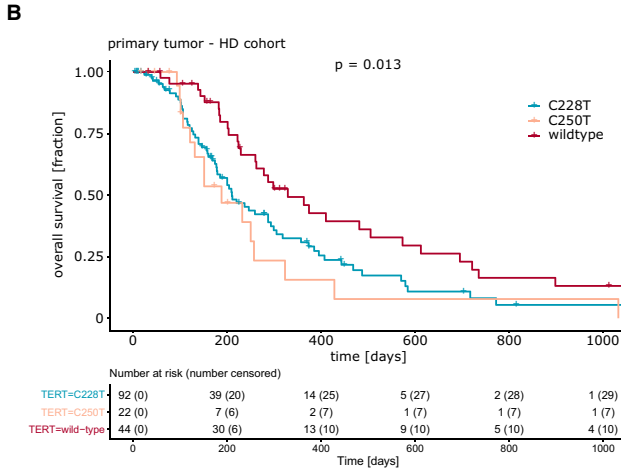 B
primary tumor - HD cohort
p = 0.013
C228T
C250T
wildtype
overall survival [fraction]
1.00
0.75
0.50
0.25
0
0 200 400 600 800 1000
time [days]
Number at risk (number censored)
TERT=C228T 92 (0) 39 (20) 14 (25) 5 (27) 2 (28) 1 (29)
TERT=C250T 22 (0) 7 (6) 2 (7) 1 (7) 1 (7) 1 (7)
TERT=wild-type 44 (0) 30 (6) 13 (10) 9 (10) 5 (10) 4 (10)
0 200 400 600 800 1000
Time [days]